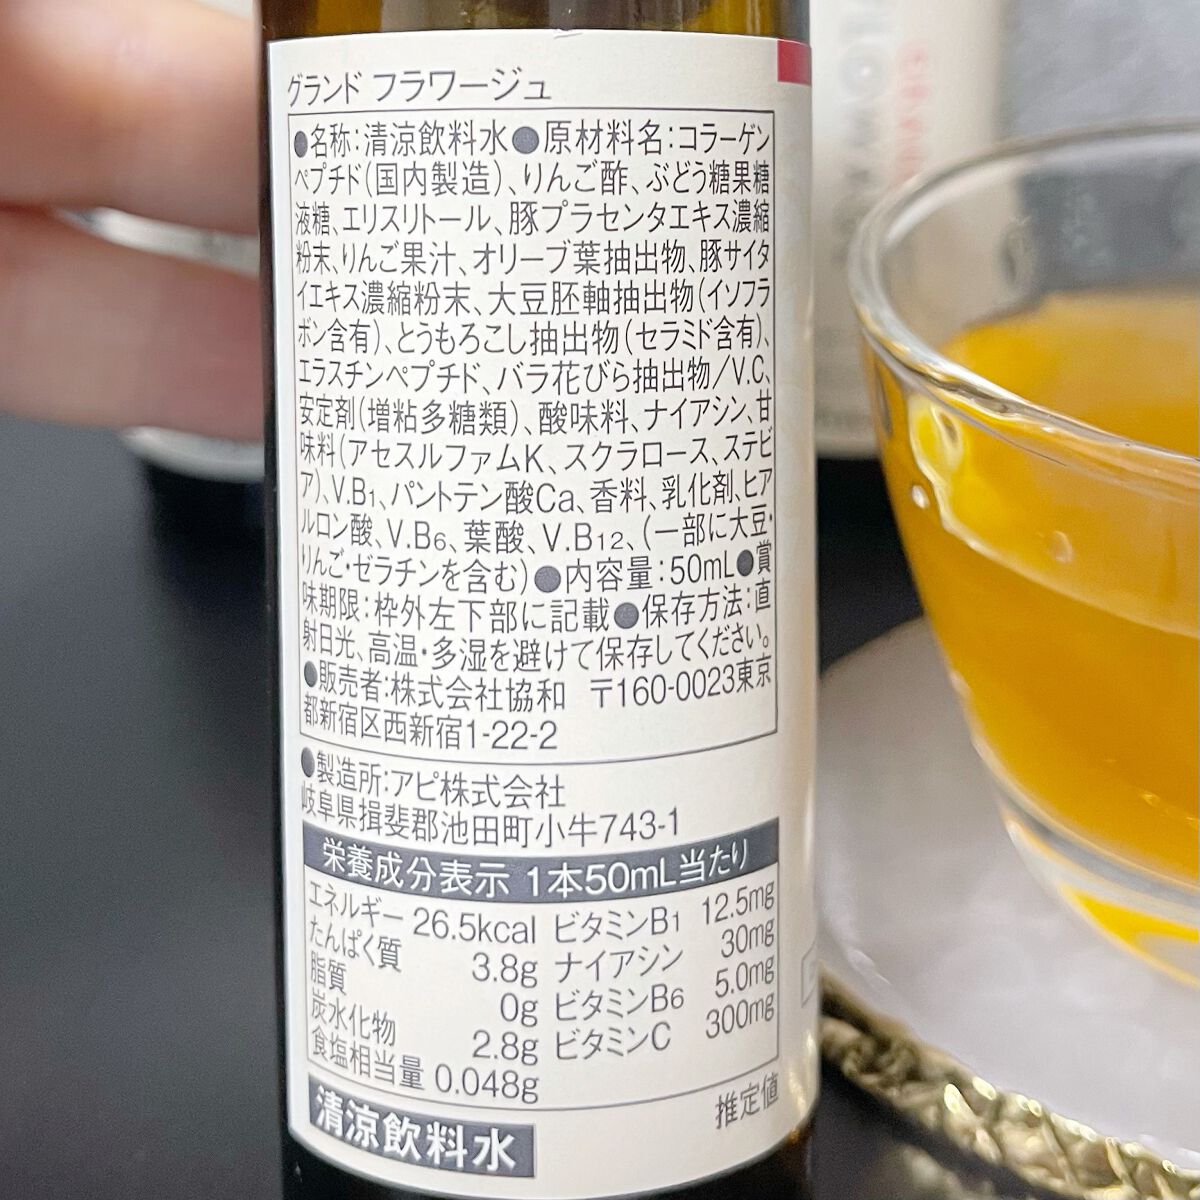 グランド フラワージュ
●名称:清涼飲料水●原材料名:コラーゲン
ペプチド(国内製造)、りんご酢、ぶどう糖果糖
液糖、エリスリトール、豚プラセンタエキス濃縮
粉末、りんご果汁、オリーブ葉抽出物、豚サイタ
イエキス濃縮粉末、大豆胚軸抽出物(イソフラ
ボン含有)、とうもろこし抽出物(セラミド含有)、
エラスチンペプチド、バラ花びら抽出物/V.C、
安定剤(増粘多糖類)、酸味料、ナイアシン、甘
味料(アセスルファムK、スクラロース、ステビ
ア)、V.B1、パントテン酸Ca、香料、乳化剤、ヒア
ルロン酸、V.B6、葉酸、V.B12、(一部に大豆・
りんご・ゼラチンを含む)●内容量:50mL●賞
味期限:枠外左下部に記載●保存方法:直
射日光、高温・多湿を避けて保存してください。
●販売者:株式会社協和 〒160-0023東京
都新宿区西新宿1-22-2
●製造所:アピ株式会社
岐阜県揖斐郡池田町小牛743-1
栄養成分表示 1本50mL当たり
エネルギー 26.5kcal ビタミンB1 12.5mg
たんぱく質 3.8g ナイアシン 30mg
脂質 0g ビタミンB6 5.0mg
炭水化物 2.8g ビタミンC 300mg
食塩相当量 0.048g
推定値
清涼飲料水